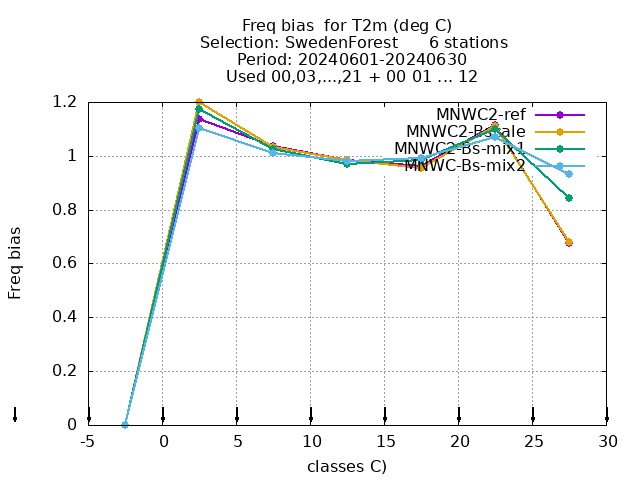 Freq bias  for T2m (deg C)
Selection: SwedenForest      6 stations
Period: 20240601-20240630
Used 00,03,...,21 + 00 01 ... 12
MNWC2-ref
MNWC2-Bscale
MNWC2-Bs-mix1
MNWC-Bs-mix2
1.2
1
0.8
0.6
0.4
0.2
0
Freq bias
-5 0 5 10 15 20 25 30
classes C)